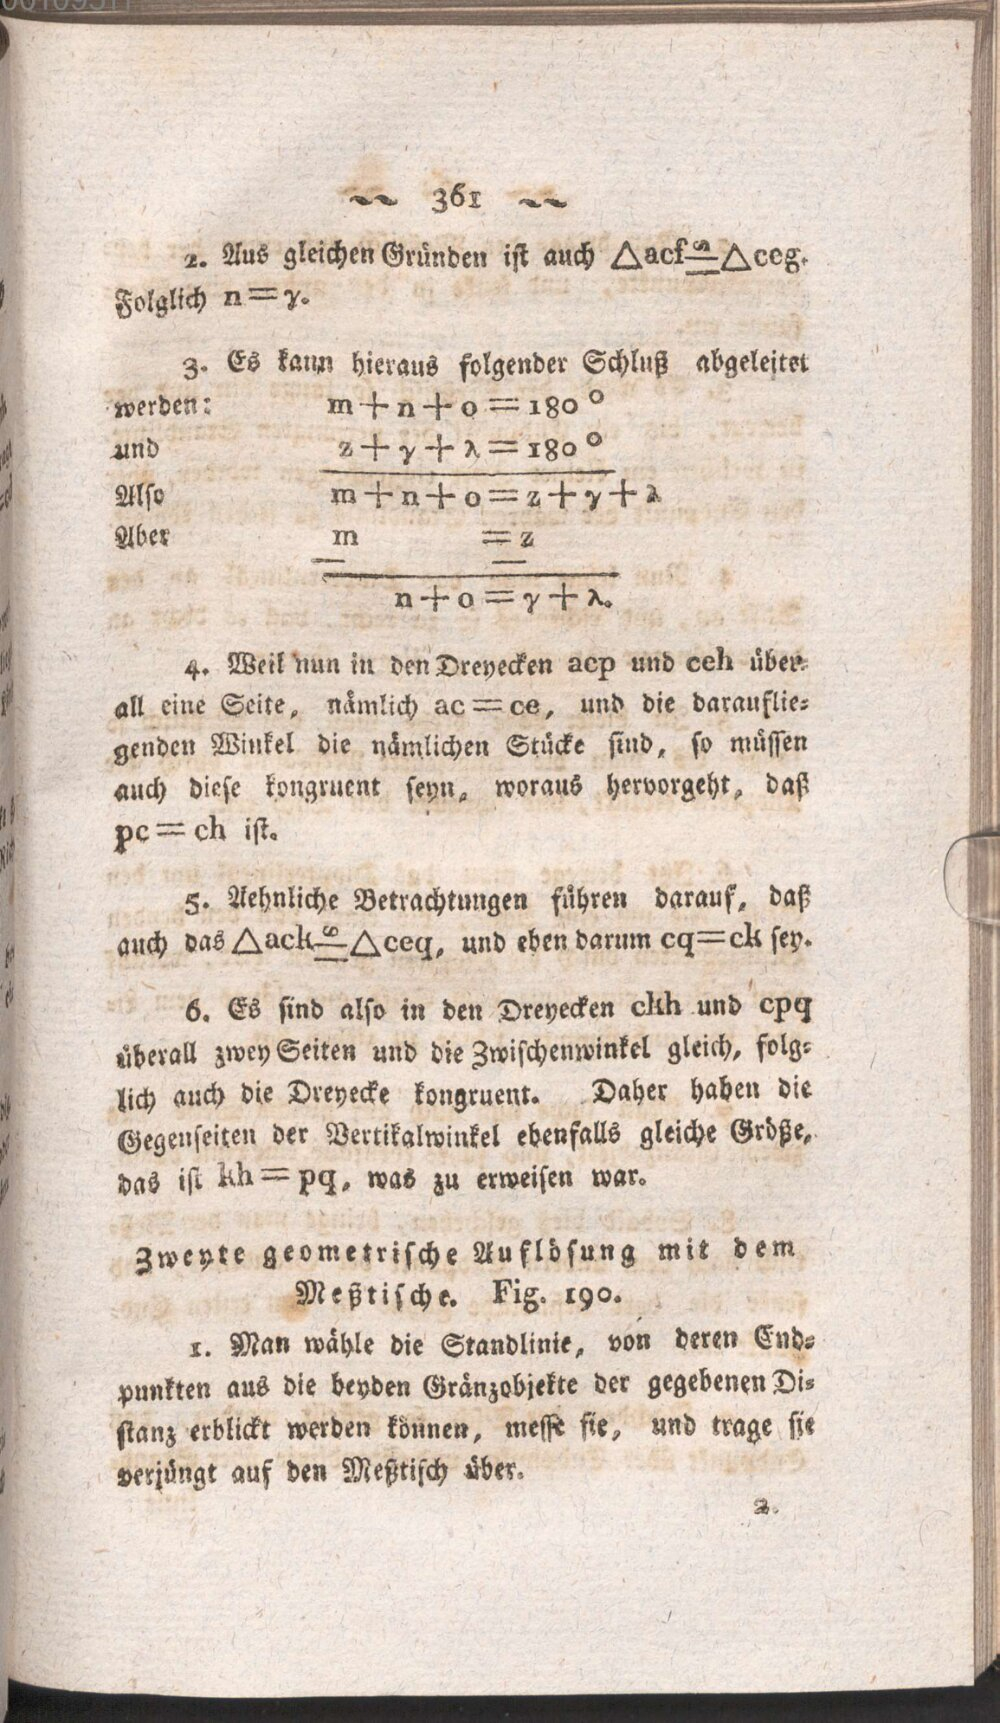 361
2. Aus gleichen Gründen ist auch △acf≅△ceg.
Folglich n=γ.
3. Es kann hieraus folgender Schluß abgeleitet
werden: m+n+o=180°
und z+γ+λ=180°
Also m+n+o=z+γ+λ
Aber m =z
n+o=γ+λ.
4. Weil nun in den Dreyecken acp und ceh über-
all eine Seite, nämlich ac=ce, und die darauflie-
genden Winkel die nämlichen Stücke sind, so müssen
auch diese kongruent seyn, woraus hervorgeht, daß
pc=ch ist.
5. Aehnliche Betrachtungen führen darauf, daß
auch das △ack≅△ceq, und eben darum cq=ck sey.
6. Es sind also in den Dreyecken ckh und cpq
überall zwey Seiten und die Zwischenwinkel gleich, folg-
lich auch die Dreyecke kongruent. Daher haben die
Gegenseiten der Vertikalwinkel ebenfalls gleiche Größe,
das ist kh=pq, was zu erweisen war.
Zweyte geometrische Auflösung mit dem
Meßtische. Fig. 190.
1. Man wähle die Standlinie, von deren End-
punkten aus die beyden Gränzobjekte der gegebenen Di-
stanz erblickt werden können, messe sie, und trage sie
verjüngt auf den Meßtisch über.
2.